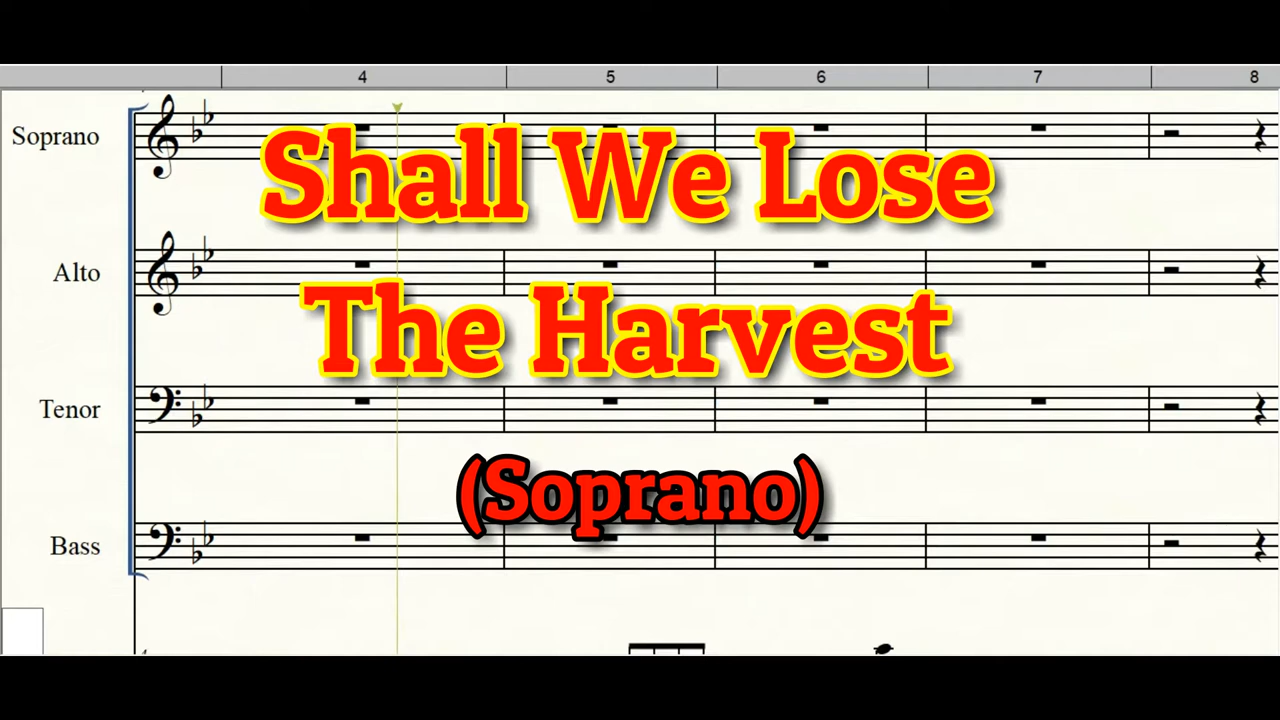 4 5 6 7 8
Soprano
Shall We Lose
Alto
The Harvest
Tenor
(Soprano)
Bass